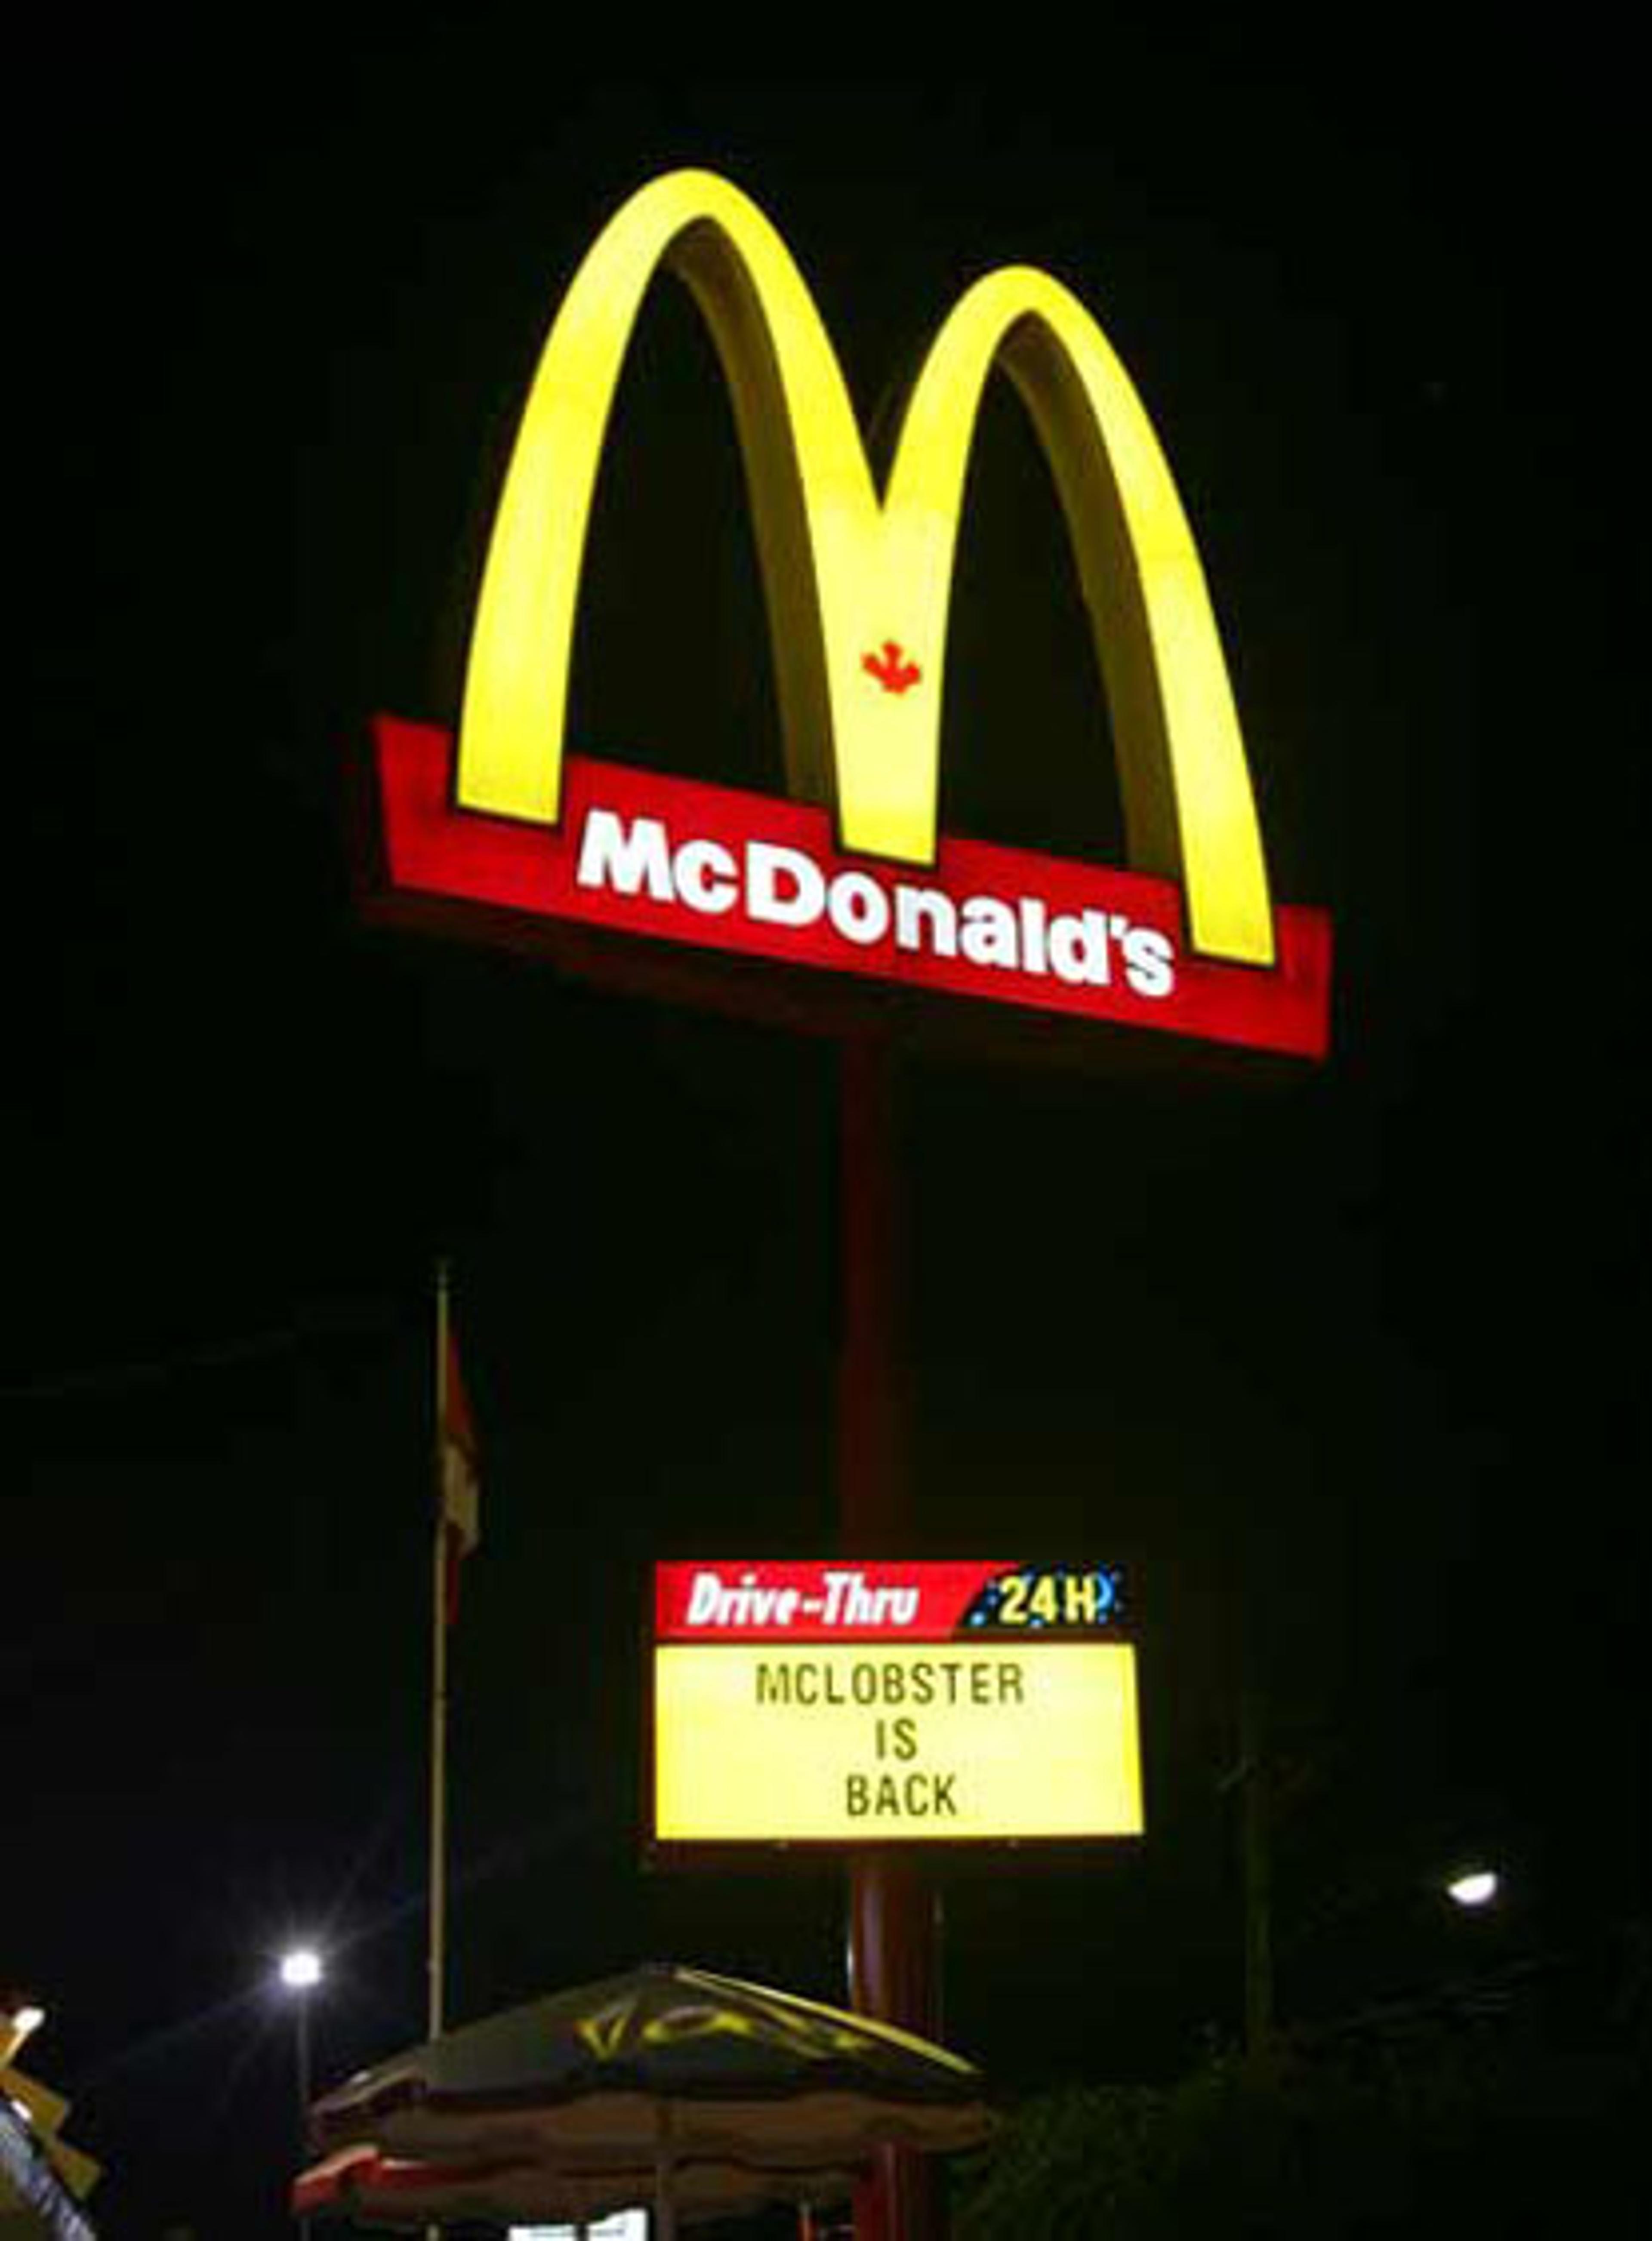 McDonald's
Drive-Thru 24H
MCLOBSTER
IS
BACK